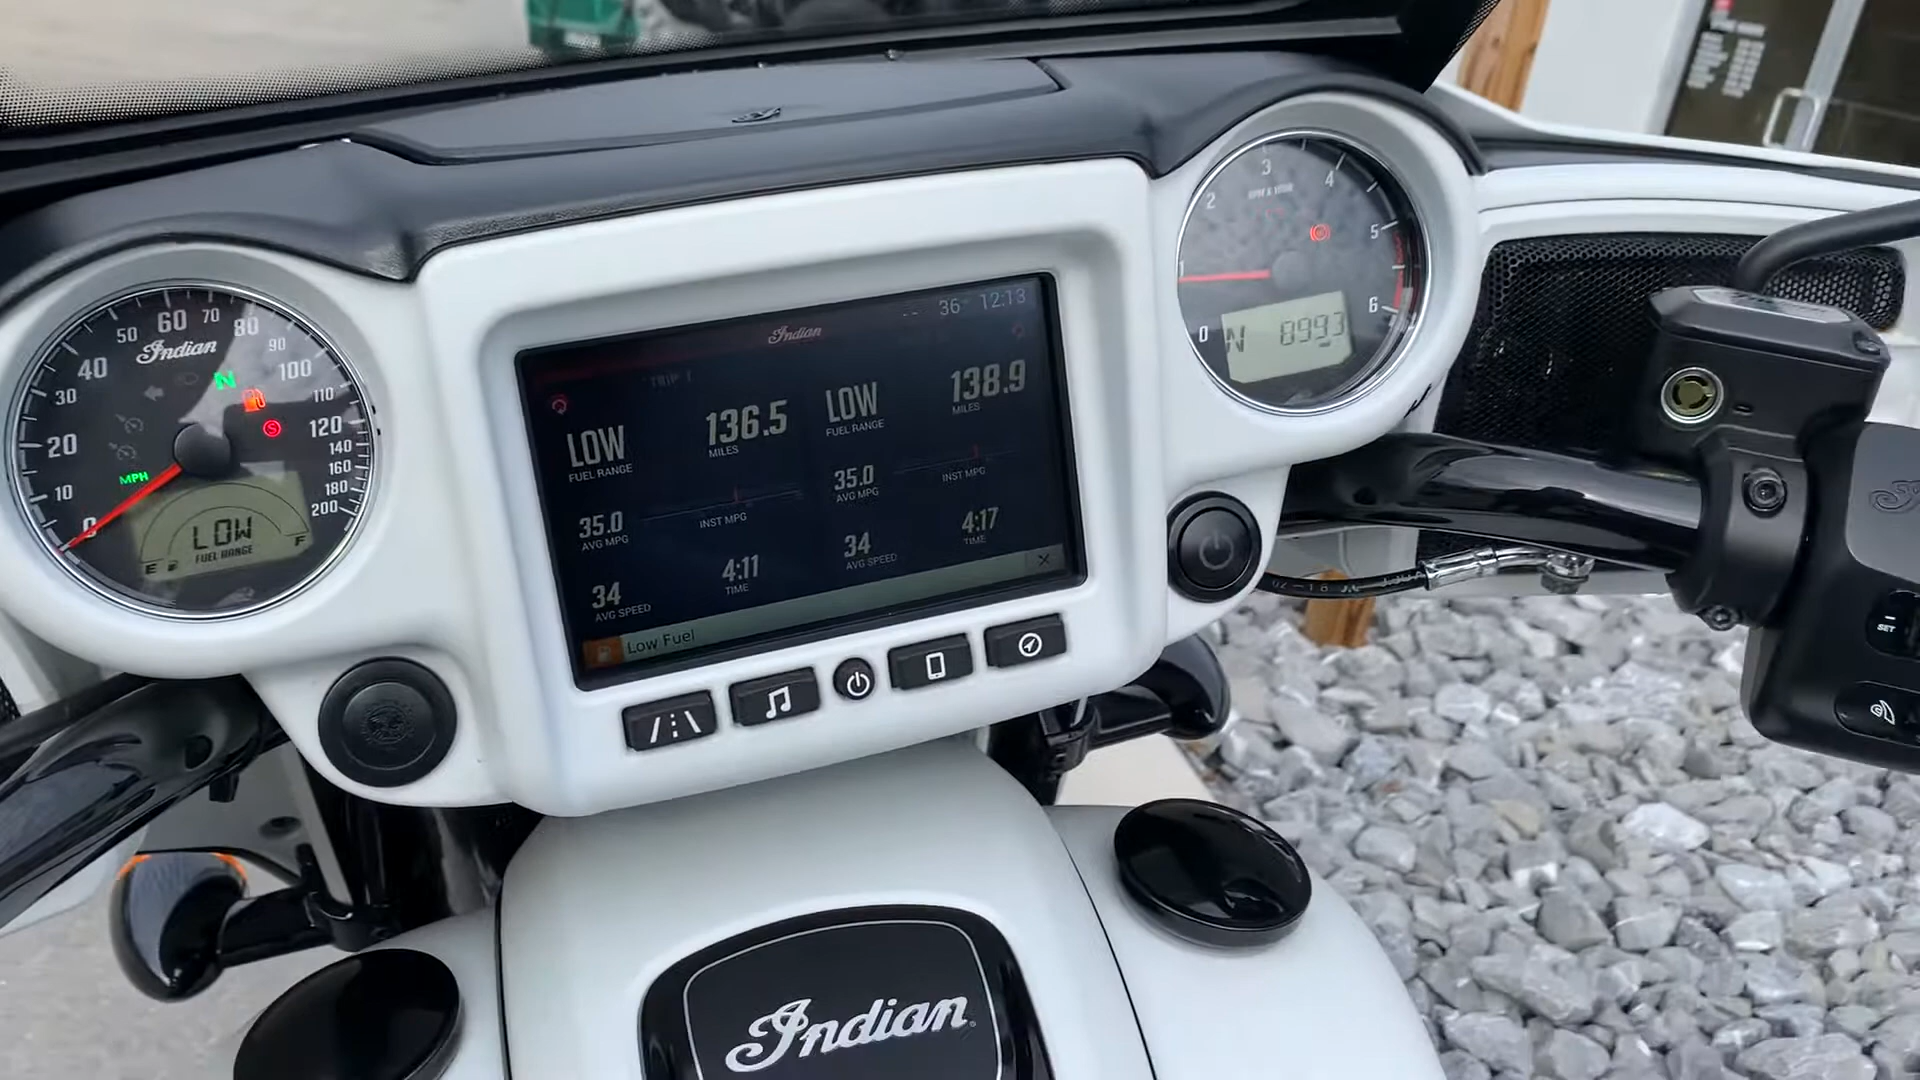 36° 12:13
Indian
TRIP 1
LOW
FUEL RANGE
136.5
MILES
LOW
FUEL RANGE
138.9
MILES
35.0
AVG MPG
INST MPG
35.0
AVG MPG
INST MPG
34
AVG SPEED
4:11
TIME
34
AVG SPEED
4:17
TIME
Low Fuel
0 10 20 30 40 50 60 70 80 90 100 110 120 140 160 180 200
Indian
N
MPH
LOW
FUEL RANGE
E F
0 1 2 3 4 5 6
N 8993
SET
Indian